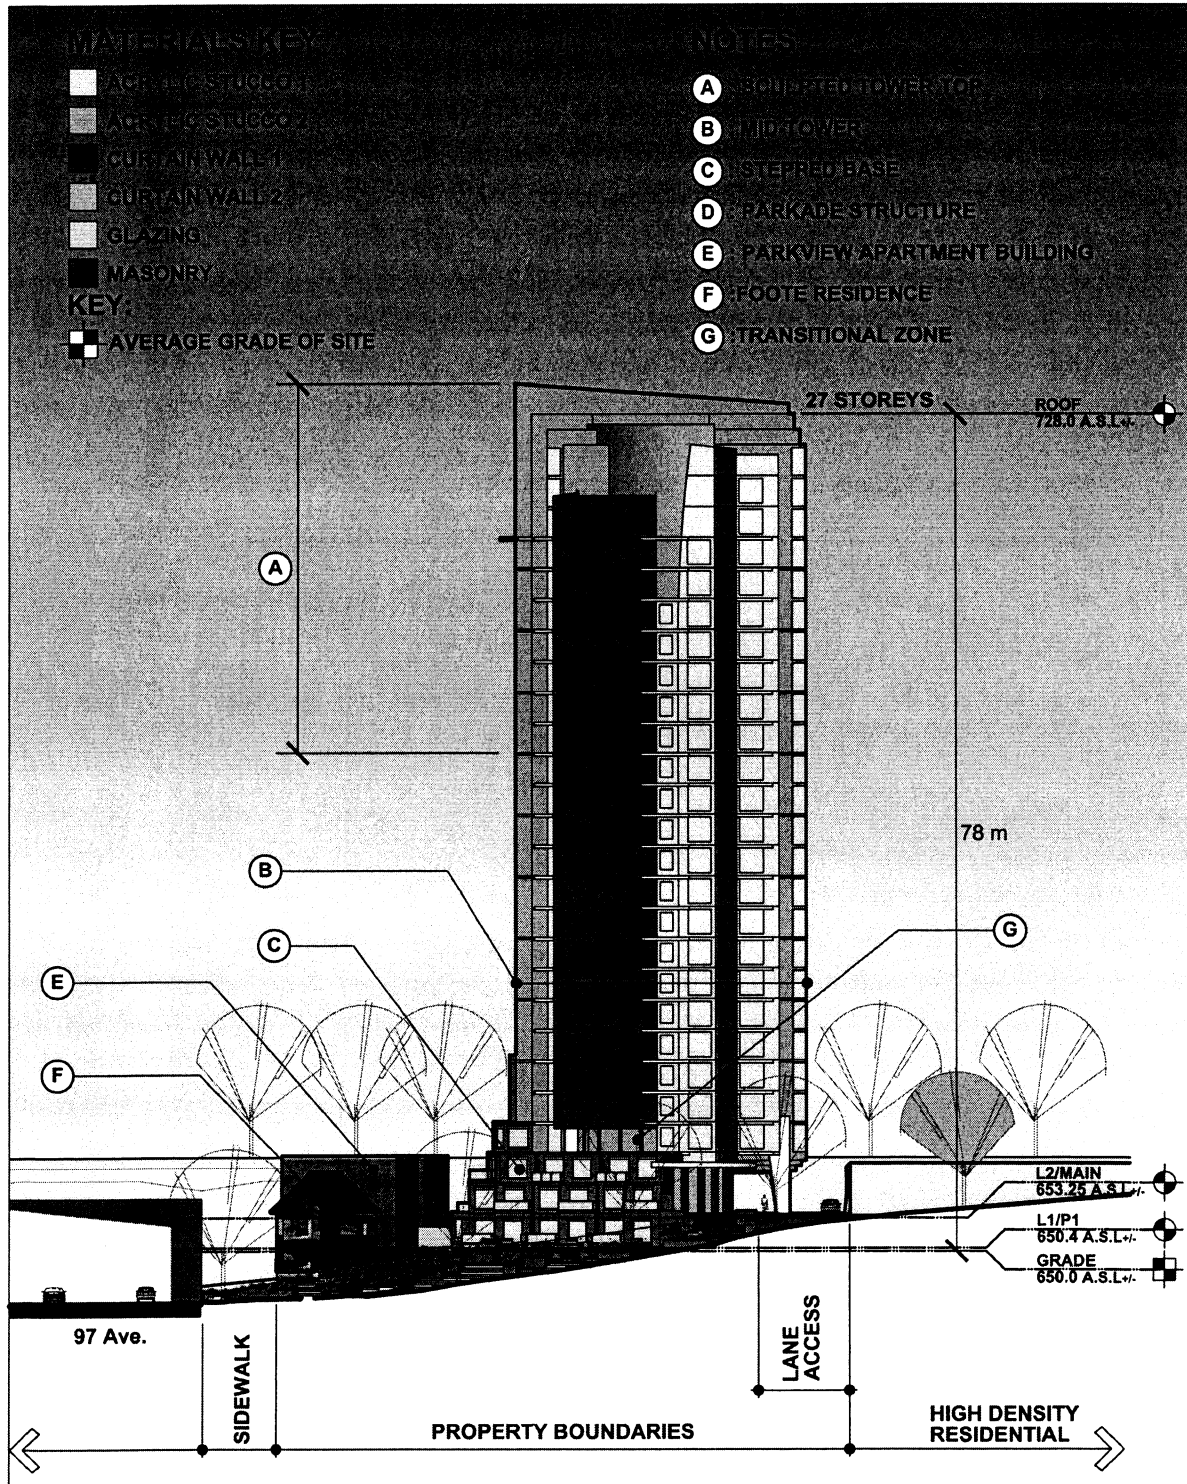 MATERIALS KEY
ACRYLIC STUCCO 1
ACRYLIC STUCCO 2
CURTAIN WALL 1
CURTAIN WALL 2
GLAZING
MASONRY
KEY:
AVERAGE GRADE OF SITE
NOTES
A SCULPTED TOWER TOP
B MID TOWER
C STEPPED BASE
D PARKADE STRUCTURE
E PARKVIEW APARTMENT BUILDING
F FOOTE RESIDENCE
G TRANSITIONAL ZONE
27 STOREYS
ROOF
728.0 A.S.L+/-
A
78 m
B
C
G
E
F
L2/MAIN
653.25 A.S.L+/-
L1/P1
650.4 A.S.L+/-
GRADE
650.0 A.S.L+/-
97 Ave.
SIDEWALK
LANE
ACCESS
PROPERTY BOUNDARIES
HIGH DENSITY
RESIDENTIAL